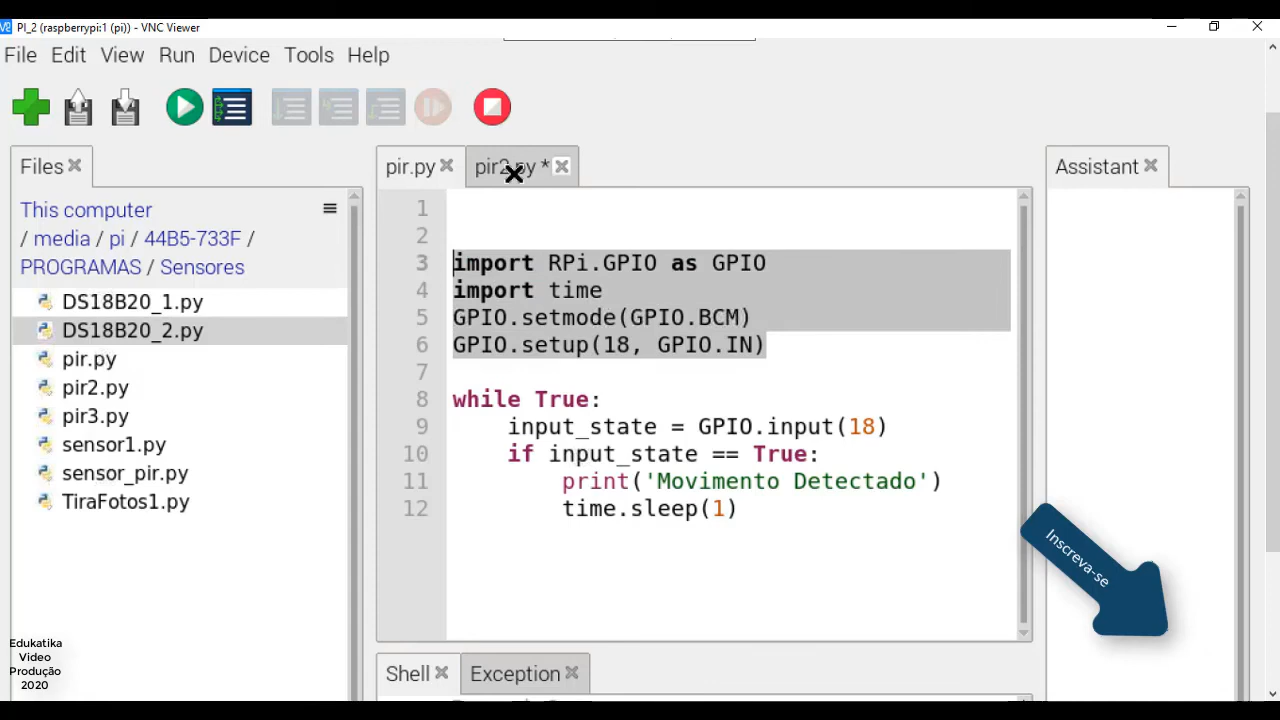 PI_2 (raspberrypi:1 (pi)) - VNC Viewer
File Edit View Run Device Tools Help
Files
This computer
/ media / pi / 44B5-733F /
PROGRAMAS / Sensores
DS18B20_1.py
DS18B20_2.py
pir.py
pir2.py
pir3.py
sensor1.py
sensor_pir.py
TiraFotos1.py
pir.py pir2.py *
1
2
3 import RPi.GPIO as GPIO
4 import time
5 GPIO.setmode(GPIO.BCM)
6 GPIO.setup(18, GPIO.IN)
7
8 while True:
9 input_state = GPIO.input(18)
10 if input_state == True:
11 print('Movimento Detectado')
12 time.sleep(1)
Assistant
Inscreva-se
Shell Exception
Edukatika
Video
Produção
2020